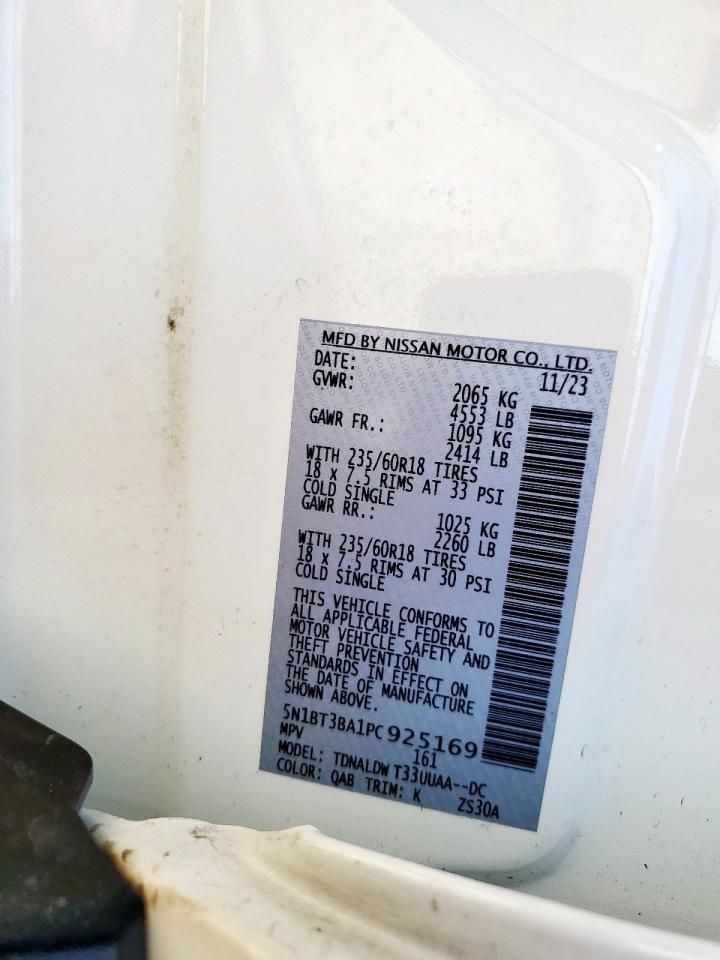 MFD BY NISSAN MOTOR CO., LTD.
DATE: 11/23
GVWR: 2065 KG
4553 LB
GAWR FR.: 1095 KG
2414 LB
WITH 235/60R18 TIRES
18 X 7.5 RIMS AT 33 PSI
COLD SINGLE
GAWR RR.: 1025 KG
2260 LB
WITH 235/60R18 TIRES
18 X 7.5 RIMS AT 30 PSI
COLD SINGLE
THIS VEHICLE CONFORMS TO
ALL APPLICABLE FEDERAL
MOTOR VEHICLE SAFETY AND
THEFT PREVENTION
STANDARDS IN EFFECT ON
THE DATE OF MANUFACTURE
SHOWN ABOVE.
5N1BT3BA1PC925169
MPV 161
MODEL: TDNALDW T33UUAA--DC
COLOR: QAB TRIM: K ZS30A